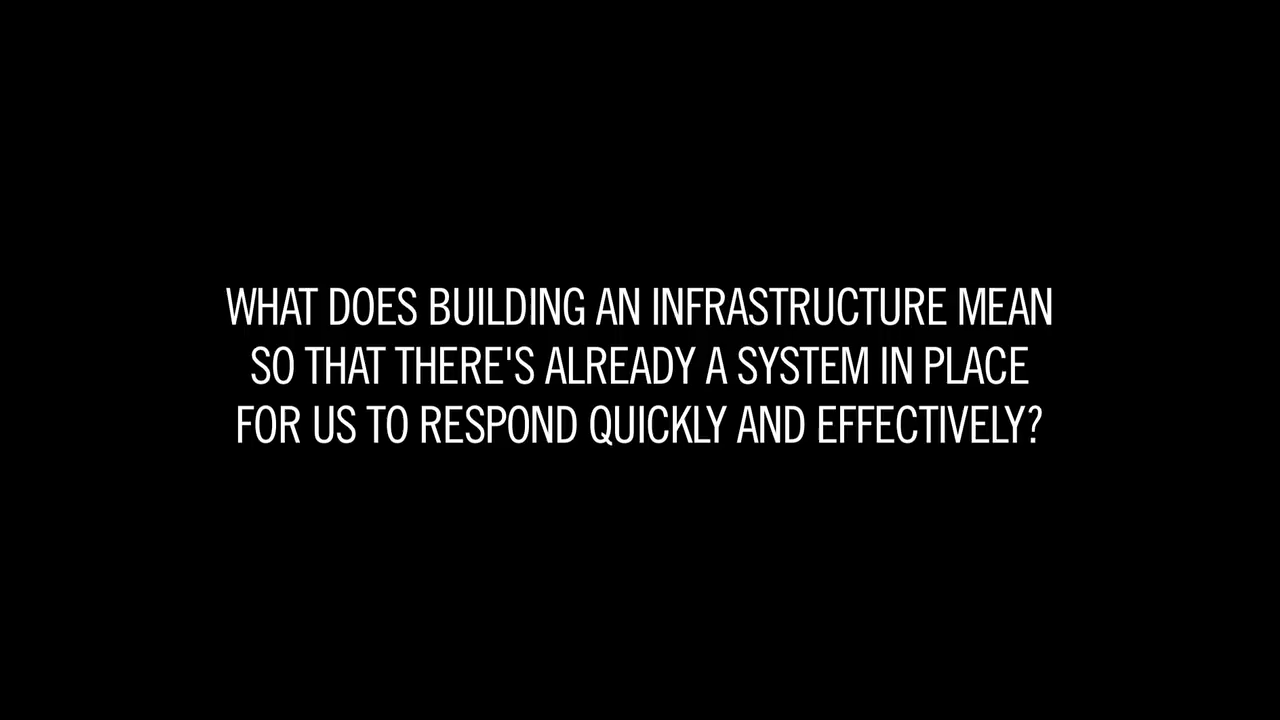 WHAT DOES BUILDING AN INFRASTRUCTURE MEAN
SO THAT THERE'S ALREADY A SYSTEM IN PLACE
FOR US TO RESPOND QUICKLY AND EFFECTIVELY?